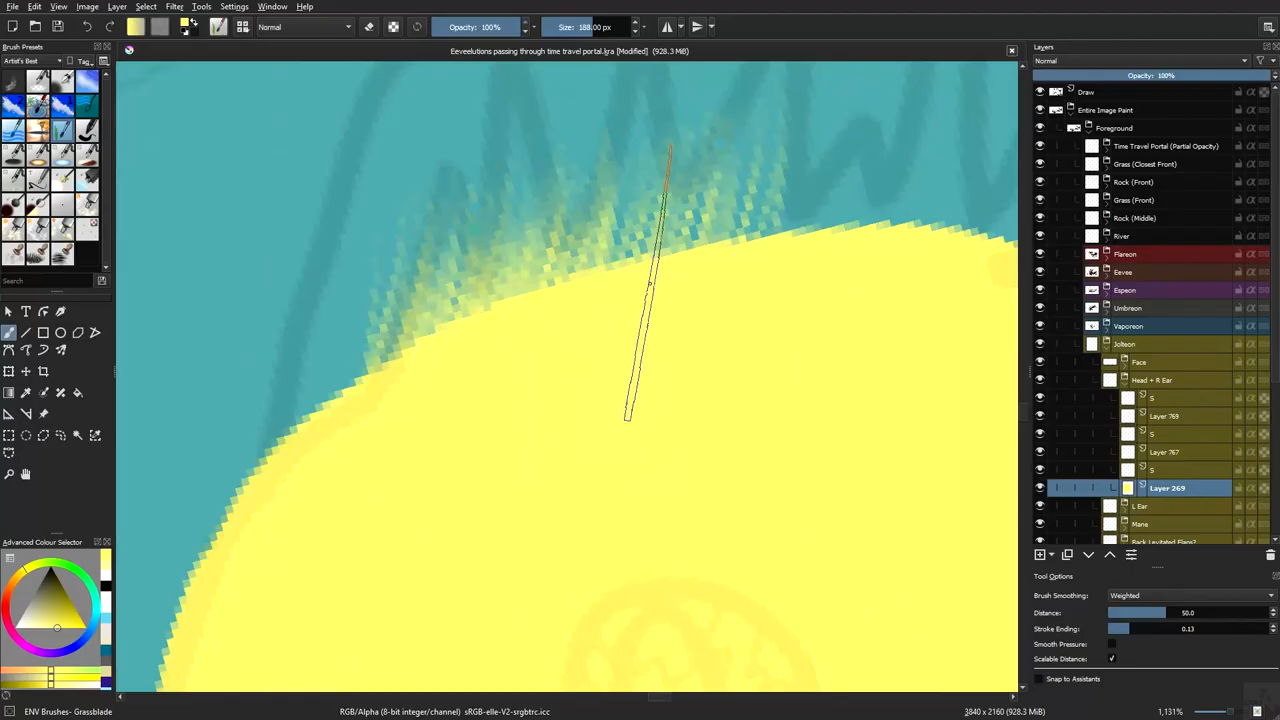 File Edit View Image Layer Select Filter Tools Settings Window Help
Normal
Opacity: 100%
Size: 188.00 px
Brush Presets
Eeveelutions passing through time travel portal.kra [Modified] (928.3 MiB)
Layers
Artist's Best
Tag
Normal
Opacity: 100%
Draw
Entire Image Paint
Foreground
Time Travel Portal (Partial Opacity)
Grass (Closest Front)
Rock (Front)
Grass (Front)
Rock (Middle)
River
Flareon
Eevee
Espeon
Umbreon
Vaporeon
Jolteon
Face
Head + R Ear
S
Layer 769
S
Layer 767
S
Layer 269
L Ear
Mane
Back Levitated Flaps?
Search
Advanced Colour Selector
Tool Options
Brush Smoothing: Weighted
Distance: 50.0
Stroke Ending: 0.13
Smooth Pressure:
Scalable Distance:
Snap to Assistants
ENV Brushes- Grassblade
RGB/Alpha (8-bit integer/channel) sRGB-elle-V2-srgbtrc.icc
3840 x 2160 (928.3 MiB)
1,131%